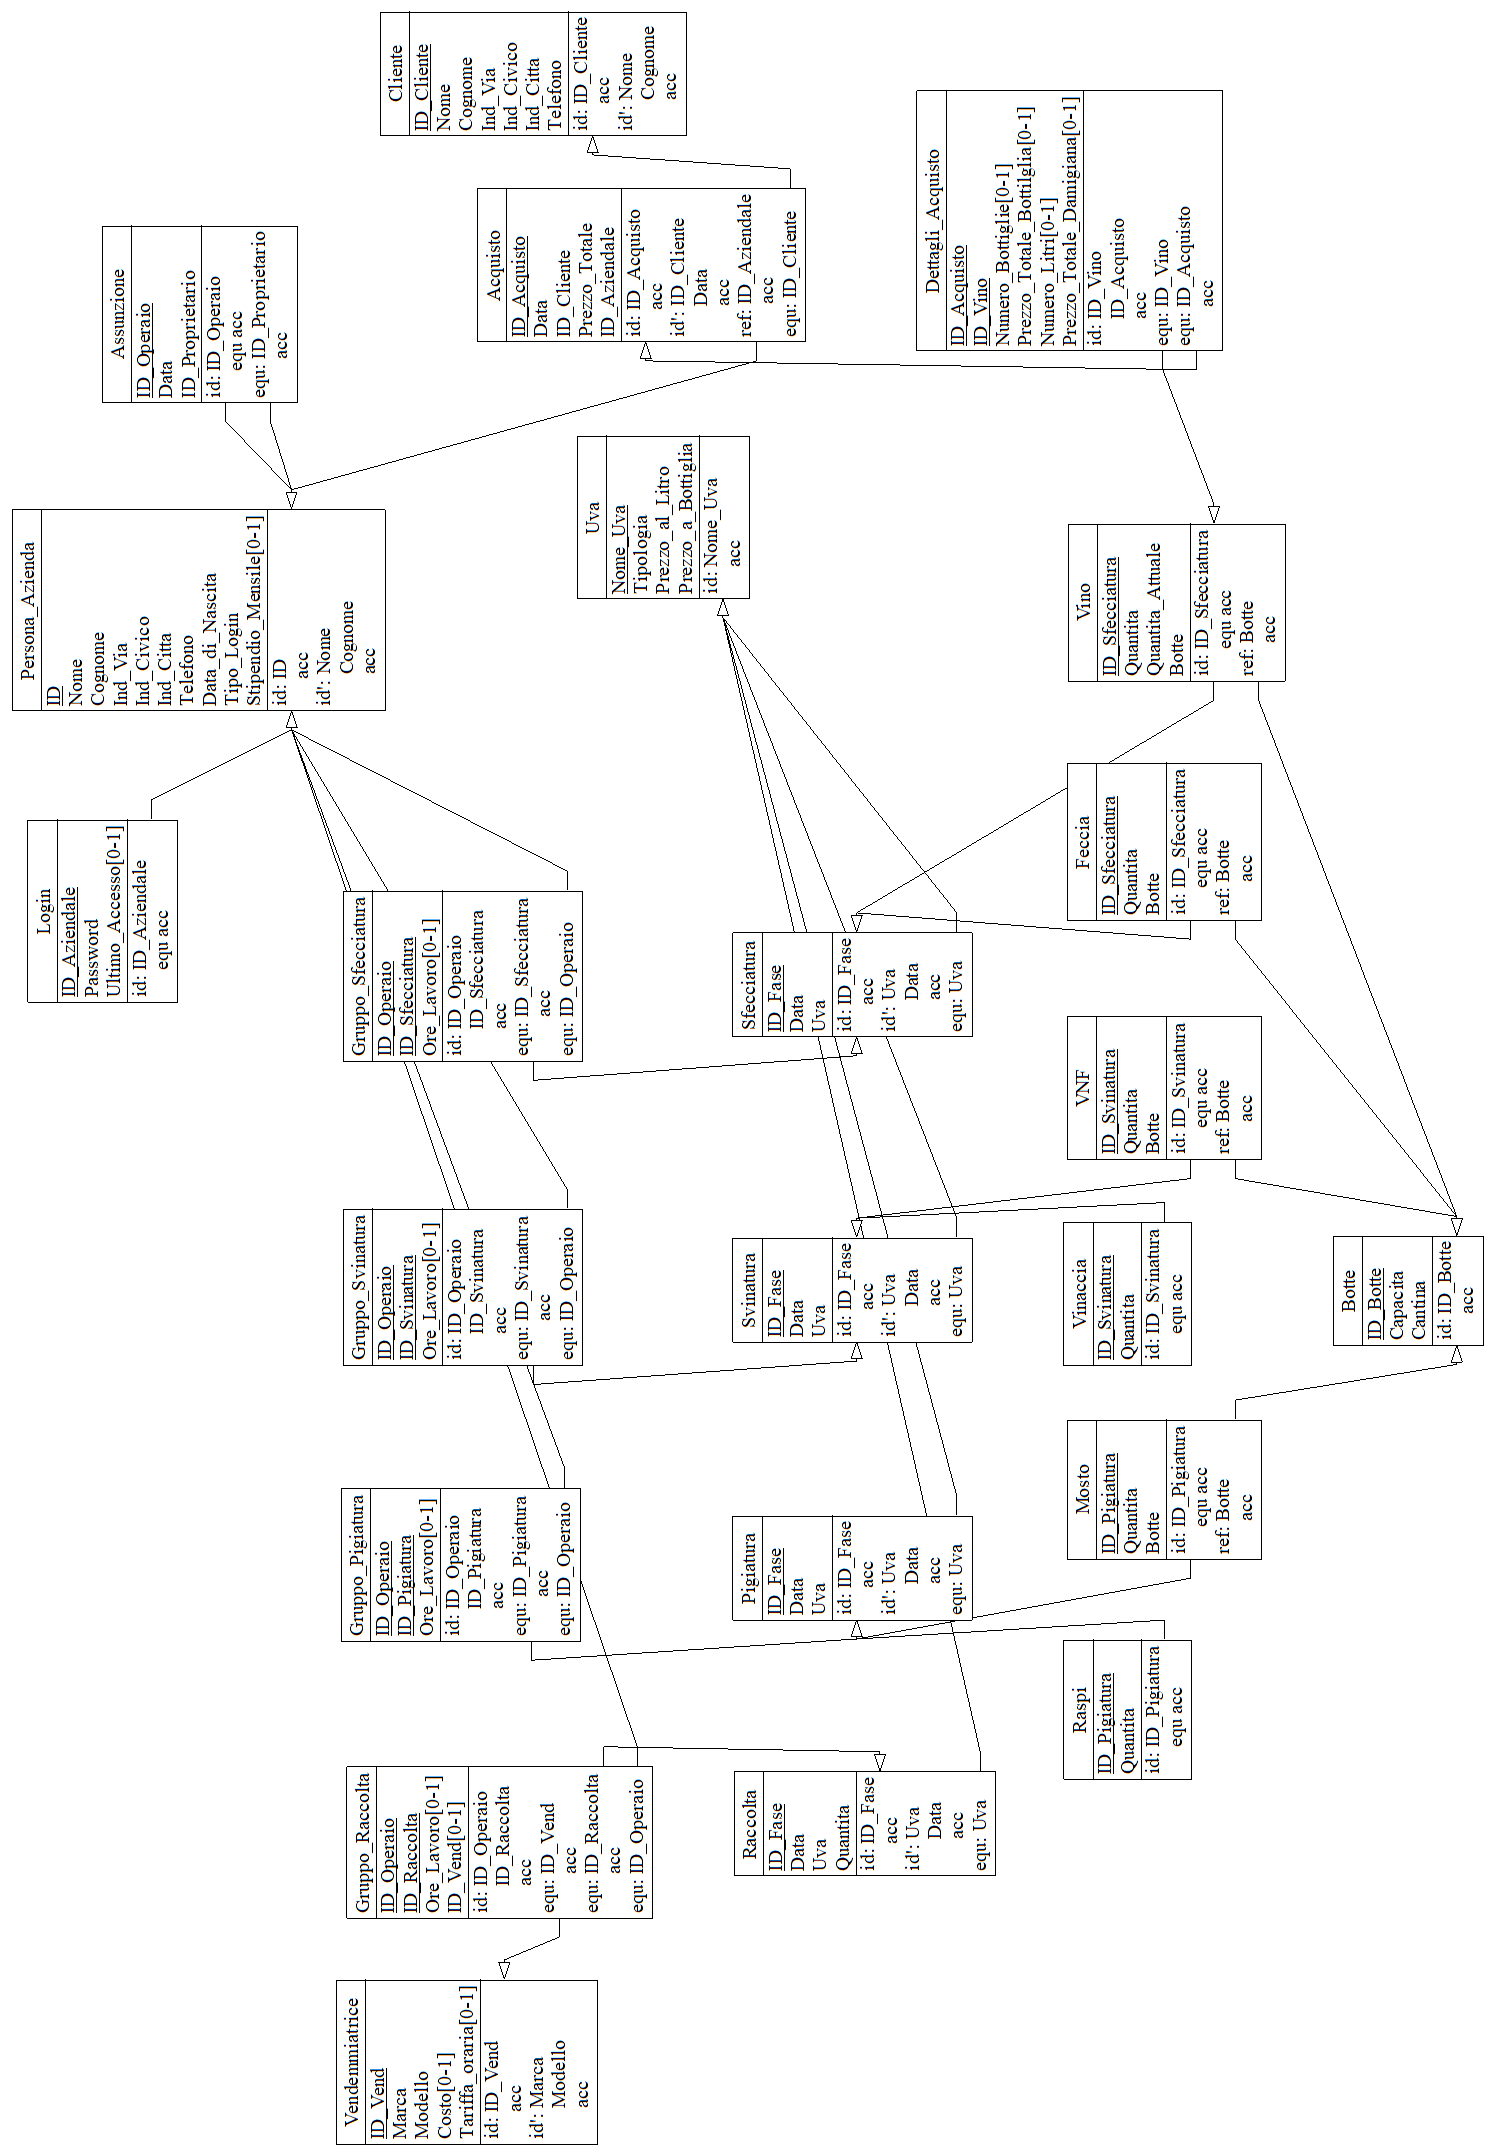 Cliente
ID_Cliente
Nome
Cognome
Ind_Via
Ind_Civico
Ind_Citta
Telefono
id: ID_Cliente
acc
id': Nome
Cognome
acc
Assunzione
ID_Operaio
Data
ID_Proprietario
id: ID_Operaio
equ acc
equ: ID_Proprietario
acc
Acquisto
ID_Acquisto
Data
ID_Cliente
Prezzo_Totale
ID_Aziendale
id: ID_Acquisto
acc
id': ID_Cliente
Data
acc
ref: ID_Aziendale
acc
equ: ID_Cliente
Dettagli_Acquisto
ID_Acquisto
ID_Vino
Numero_Bottiglie[0-1]
Prezzo_Totale_Bottilglia[0-1]
Numero_Litri[0-1]
Prezzo_Totale_Damigiana[0-1]
id: ID_Vino
ID_Acquisto
acc
equ: ID_Vino
equ: ID_Acquisto
acc
Persona_Azienda
ID
Nome
Cognome
Ind_Via
Ind_Civico
Ind_Citta
Telefono
Data_di_Nascita
Tipo_Login
Stipendio_Mensile[0-1]
id: ID
acc
id': Nome
Cognome
acc
Uva
Nome_Uva
Tipologia
Prezzo_al_Litro
Prezzo_a_Bottiglia
id: Nome_Uva
acc
Vino
ID_Sfecciatura
Quantita
Quantita_Attuale
Botte
id: ID_Sfecciatura
equ acc
ref: Botte
acc
Login
ID_Aziendale
Password
Ultimo_Accesso[0-1]
id: ID_Aziendale
equ acc
Gruppo_Sfecciatura
ID_Operaio
ID_Sfecciatura
Ore_Lavoro[0-1]
id: ID_Operaio
ID_Sfecciatura
acc
equ: ID_Sfecciatura
acc
equ: ID_Operaio
Sfecciatura
ID_Fase
Data
Uva
id: ID_Fase
acc
id': Uva
Data
acc
equ: Uva
Feccia
ID_Sfecciatura
Quantita
Botte
id: ID_Sfecciatura
equ acc
ref: Botte
acc
VNF
ID_Svinatura
Quantita
Botte
id: ID_Svinatura
equ acc
ref: Botte
acc
Gruppo_Svinatura
ID_Operaio
ID_Svinatura
Ore_Lavoro[0-1]
id: ID_Operaio
ID_Svinatura
acc
equ: ID_Svinatura
acc
equ: ID_Operaio
Svinatura
ID_Fase
Data
Uva
id: ID_Fase
acc
id': Uva
Data
acc
equ: Uva
Vinaccia
ID_Svinatura
Quantita
id: ID_Svinatura
equ acc
Botte
ID_Botte
Capacita
Cantina
id: ID_Botte
acc
Gruppo_Pigiatura
ID_Operaio
ID_Pigiatura
Ore_Lavoro[0-1]
id: ID_Operaio
ID_Pigiatura
acc
equ: ID_Pigiatura
acc
equ: ID_Operaio
Pigiatura
ID_Fase
Data
Uva
id: ID_Fase
acc
id': Uva
Data
acc
equ: Uva
Mosto
ID_Pigiatura
Quantita
Botte
id: ID_Pigiatura
equ acc
ref: Botte
acc
Raspi
ID_Pigiatura
Quantita
id: ID_Pigiatura
equ acc
Gruppo_Raccolta
ID_Operaio
ID_Raccolta
Ore_Lavoro[0-1]
ID_Vend[0-1]
id: ID_Operaio
ID_Raccolta
acc
equ: ID_Vend
acc
equ: ID_Raccolta
acc
equ: ID_Operaio
Raccolta
ID_Fase
Data
Uva
Quantita
id: ID_Fase
acc
id': Uva
Data
acc
equ: Uva
Vendemmiatrice
ID_Vend
Marca
Modello
Costo[0-1]
Tariffa_oraria[0-1]
id: ID_Vend
acc
id': Marca
Modello
acc